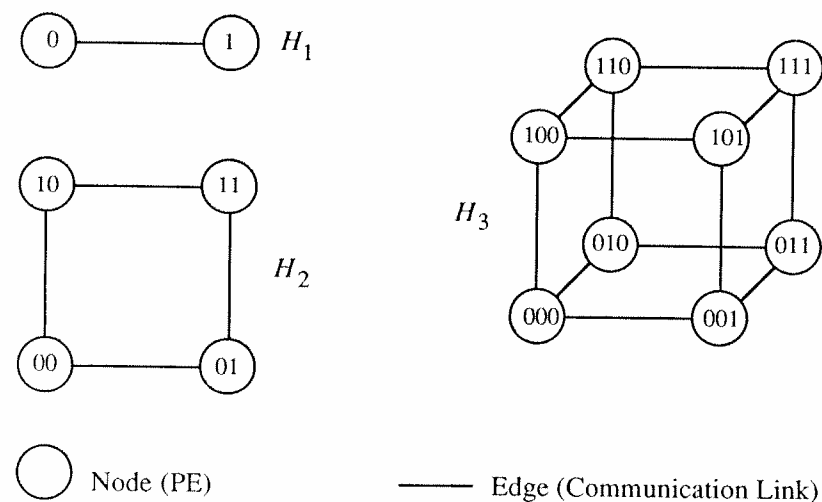 0 1 H1
10 11
H2
00 01
110 111
100 101
H3
010 011
000 001
Node (PE)
Edge (Communication Link)